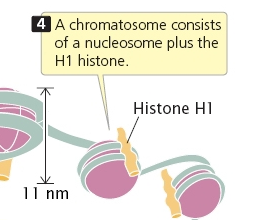 4 A chromatosome consists
of a nucleosome plus the
H1 histone.
Histone H1
11 nm